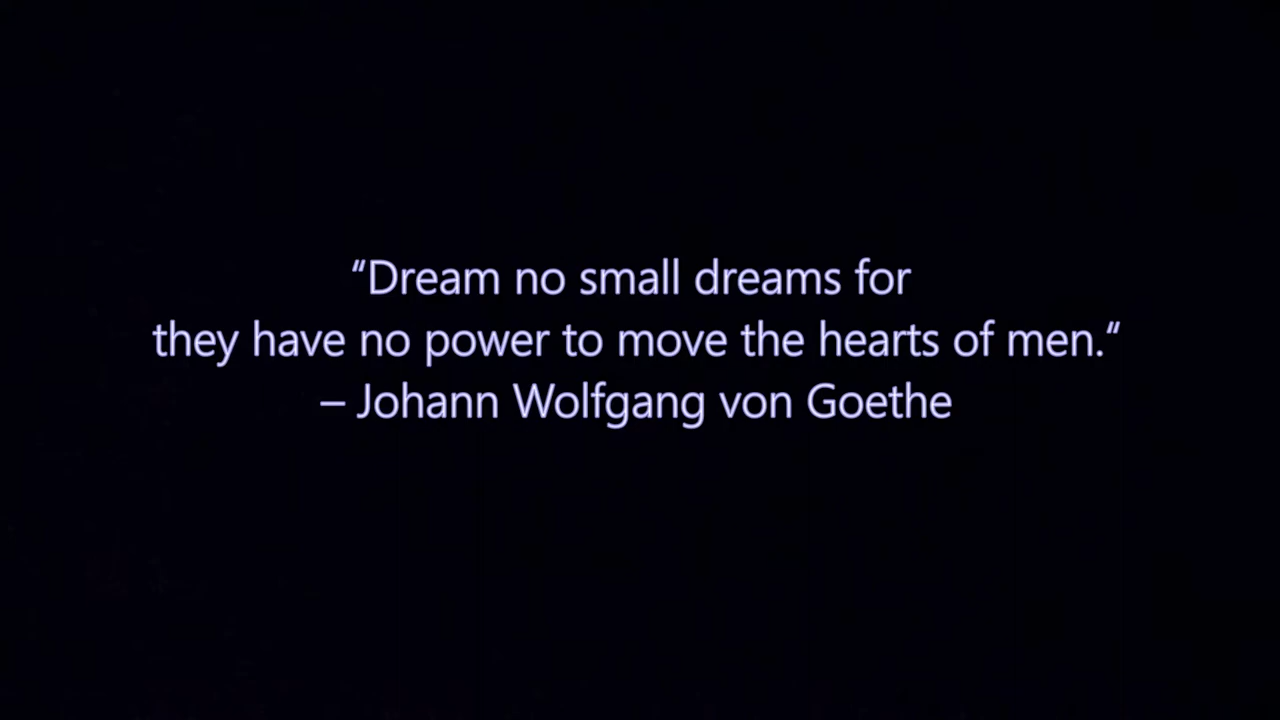 “Dream no small dreams for
they have no power to move the hearts of men.“
– Johann Wolfgang von Goethe